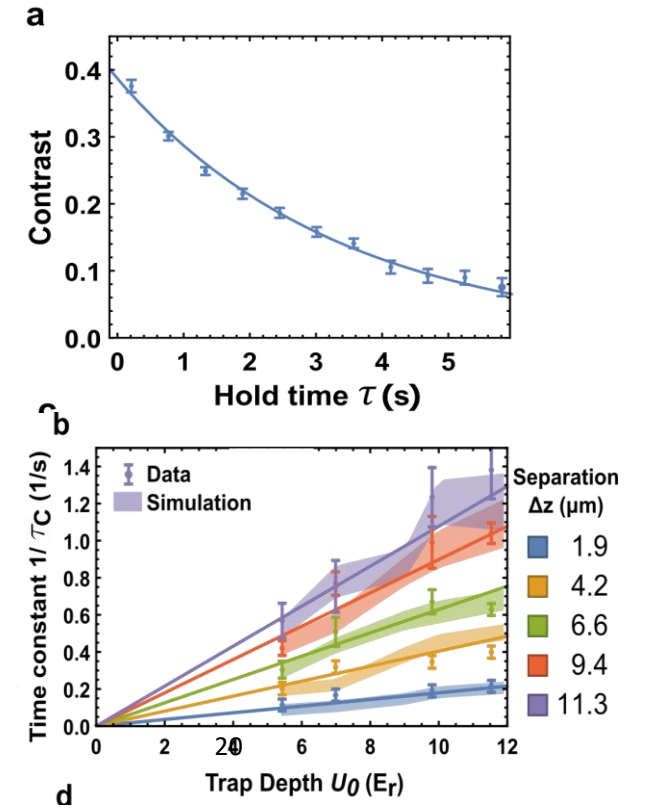 a
0.4
0.3
0.2
0.1
0.0
Contrast
0 1 2 3 4 5
Hold time τ (s)
b
1.4
1.2
1.0
0.8
0.6
0.4
0.2
0.0
Time constant 1/ τC (1/s)
Data
Simulation
0 2 20 6 8 10 12
Trap Depth U0 (Er)
Separation
Δz (μm)
1.9
4.2
6.6
9.4
11.3
d